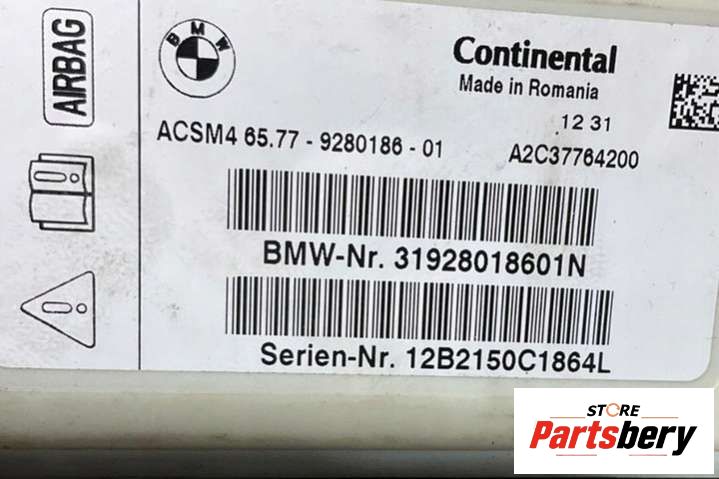 AIRBAG
BMW
Continental
Made in Romania
12 31
ACSM4 65.77 - 9280186 - 01 A2C37764200
BMW-Nr. 31928018601N
Serien-Nr. 12B2150C1864L
STORE
Partsbery